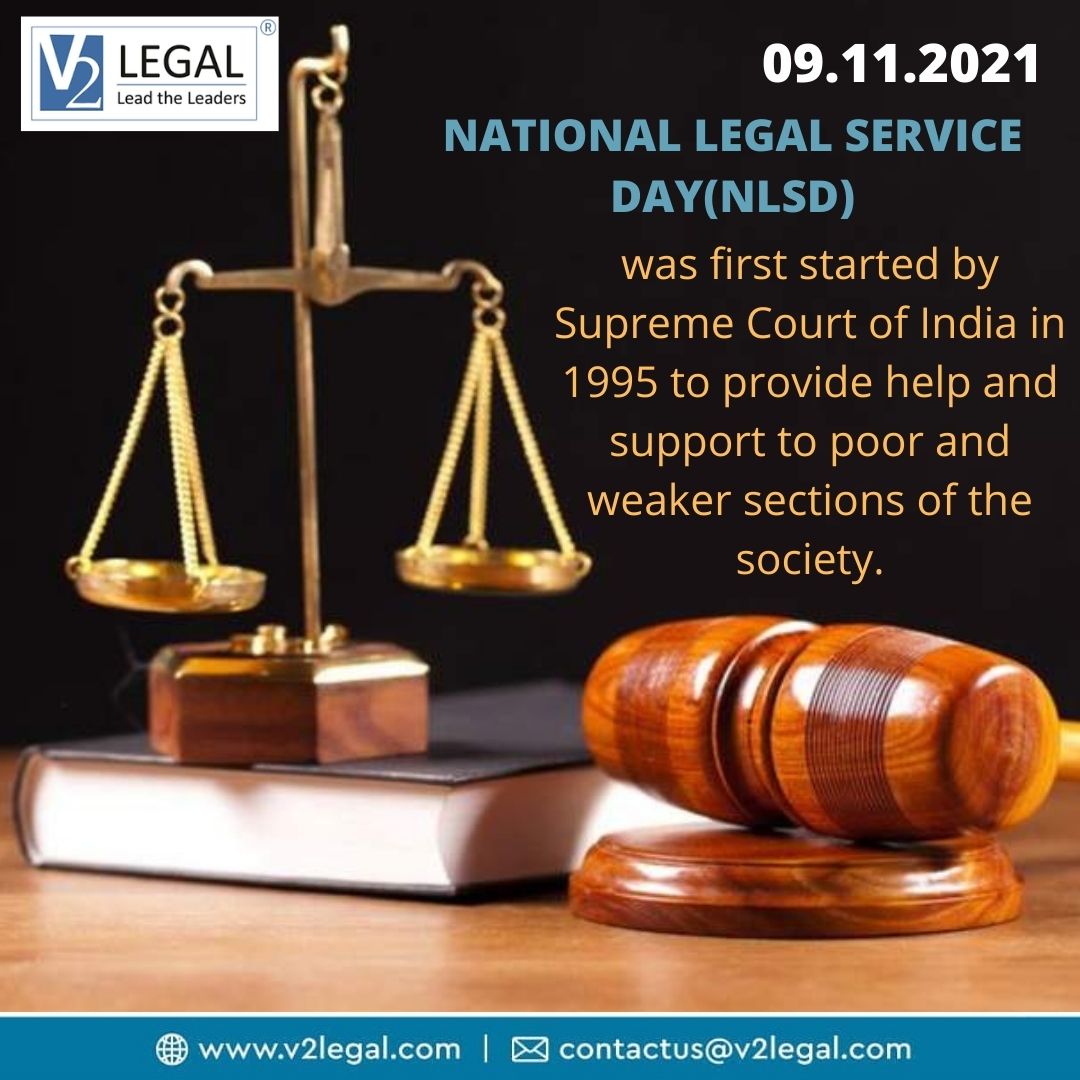 V2 LEGAL ®
Lead the Leaders
09.11.2021
NATIONAL LEGAL SERVICE
DAY(NLSD)
was first started by
Supreme Court of India in
1995 to provide help and
support to poor and
weaker sections of the
society.
www.v2legal.com | contactus@v2legal.com